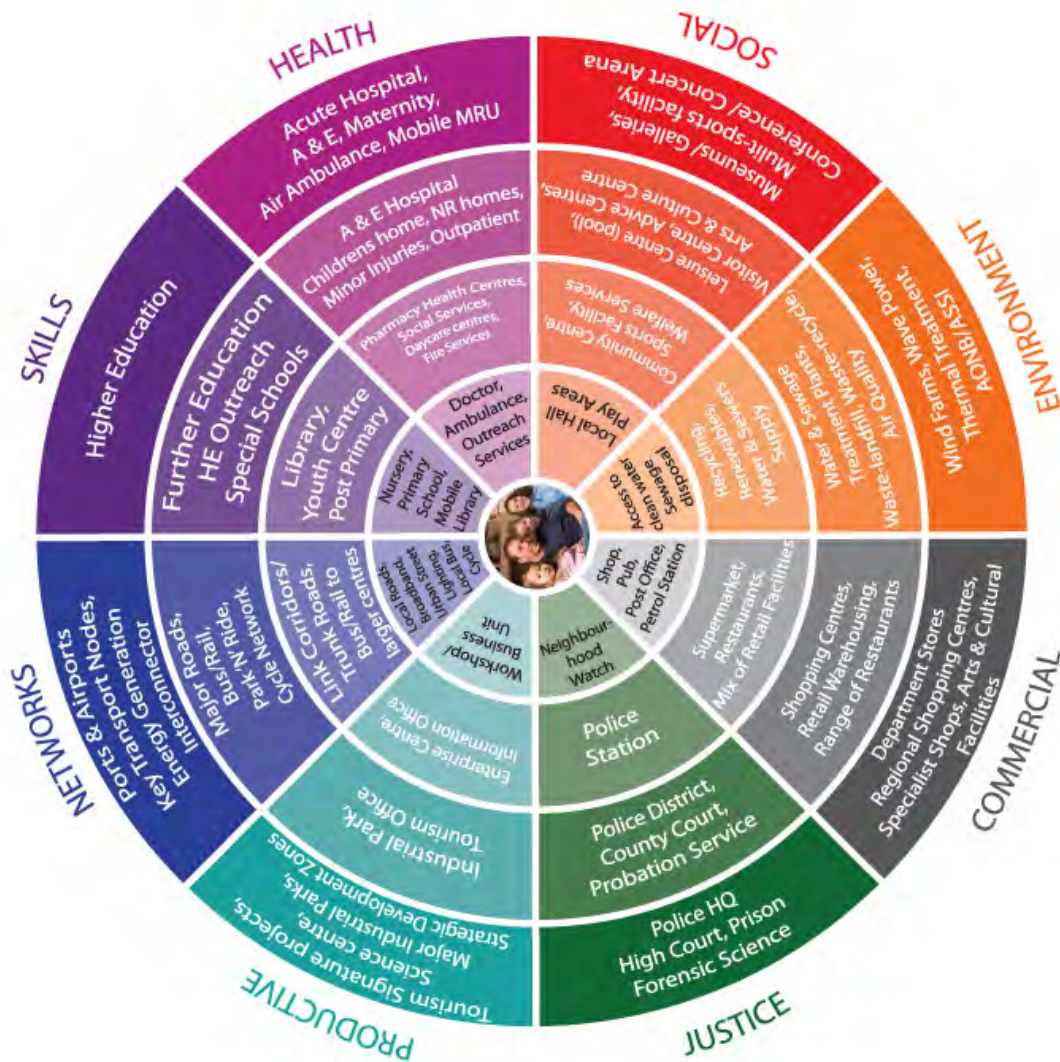 HEALTH
Acute Hospital,
A & E, Maternity,
Air Ambulance, Mobile MRU
A & E Hospital
Childrens home, NR homes,
Minor Injuries, Outpatient
Pharmacy Health Centres,
Social Services,
Daycare centres,
Fire Services
Doctor,
Ambulance,
Outreach
Services
SOCIAL
Museums/ Galleries,
Mulit-sports facility,
Conference/ Concert Arena
Leisure Centre (pool),
Visitor Centre, Advice Centres,
Arts & Culture Centre
Community Centre,
Sports Facility,
Welfare Services
Local Hall
Play Areas
ENVIRONMENT
Wind Farms, Wave Power,
Thermal Treatment,
AONB/ASSI
Water & Sewage
Treatment Plants,
Waste-landfill, Waste-recycle,
Air Quality
Recycling,
Renewables,
Water & Sewers
Supply
Access to
clean water
Sewage
disposal
COMMERCIAL
Department Stores
Regional Shopping Centres,
Specialist Shops, Arts & Cultural
Facilities
Shopping Centres,
Retail Warehousing,
Range of Restaurants
Supermarket,
Restaurants,
Mix of Retail Facilities
Shop,
Pub,
Post Office,
Petrol Station
JUSTICE
Police HQ
High Court, Prison
Forensic Science
Police District,
County Court,
Probation Service
Police
Station
Neighbour-
hood
Watch
PRODUCTIVE
Tourism Signature projects,
Science centre,
Major Industrial Parks,
Strategic Development Zones
Industrial Park,
Tourism Office
Enterprise Centre,
Information Office
Workshop/
Business
Unit
NETWORKS
Ports & Airports
Key Transport Nodes,
Energy Generation
Interconnector
Major Roads,
Bus/Rail,
Park 'N' Ride,
Cycle Network
Link Corridors/
Trunk Roads,
Bus/Rail to
larger centres
Local Roads,
Broadband,
Urban Street
Lighting,
Local Bus,
Cycle
SKILLS
Higher Education
Further Education
HE Outreach
Special Schools
Library,
Youth Centre
Post Primary
Nursery,
Primary
School,
Mobile
Library